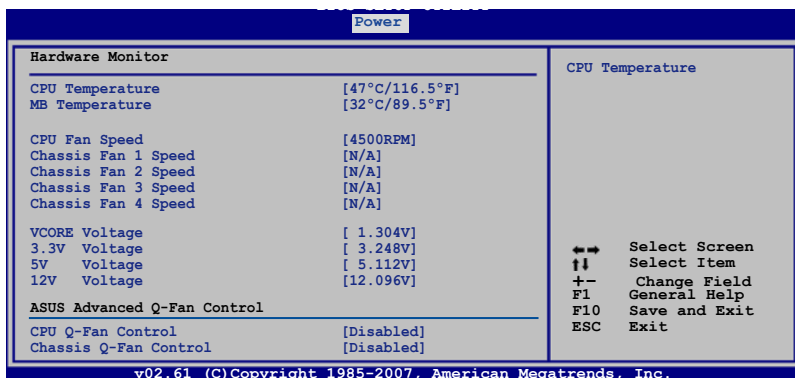 Power
Hardware Monitor
CPU Temperature [47°C/116.5°F]
MB Temperature [32°C/89.5°F]
CPU Fan Speed [4500RPM]
Chassis Fan 1 Speed [N/A]
Chassis Fan 2 Speed [N/A]
Chassis Fan 3 Speed [N/A]
Chassis Fan 4 Speed [N/A]
VCORE Voltage [ 1.304V]
3.3V Voltage [ 3.248V]
5V Voltage [ 5.112V]
12V Voltage [12.096V]
ASUS Advanced Q-Fan Control
CPU Q-Fan Control [Disabled]
Chassis Q-Fan Control [Disabled]
CPU Temperature
←→ Select Screen
↑↓ Select Item
+- Change Field
F1 General Help
F10 Save and Exit
ESC Exit
v02.61 (C)Copyright 1985-2007, American Megatrends, Inc.